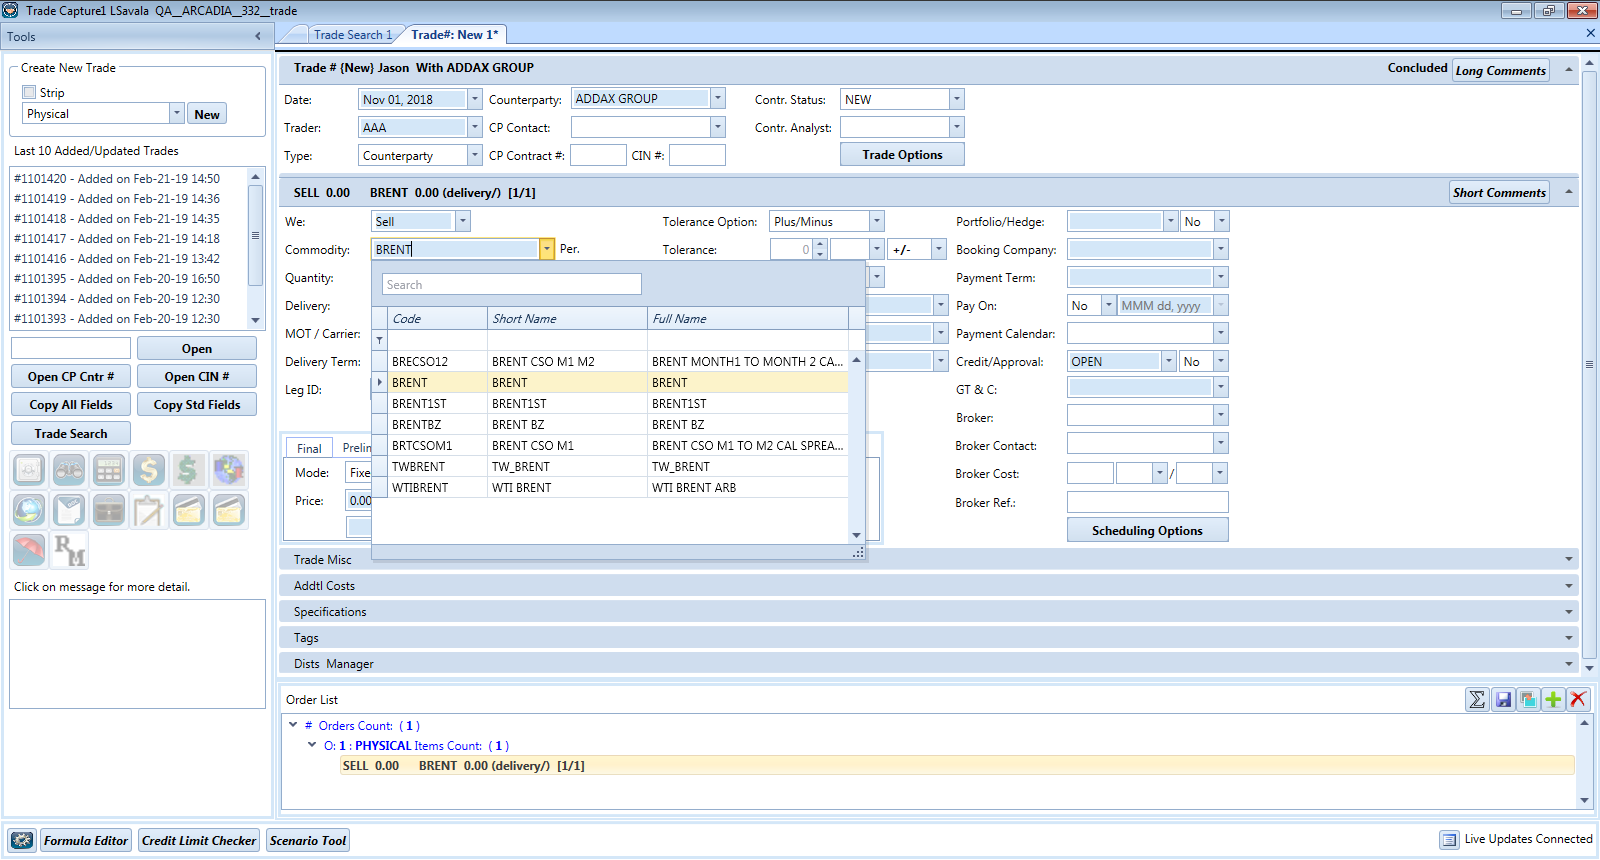 Trade Capture1 LSavala QA__ARCADIA__332__trade
Tools
Create New Trade
Strip
Physical
New
Last 10 Added/Updated Trades
#1101420 - Added on Feb-21-19 14:50
#1101419 - Added on Feb-21-19 14:36
#1101418 - Added on Feb-21-19 14:35
#1101417 - Added on Feb-21-19 14:18
#1101416 - Added on Feb-21-19 13:42
#1101395 - Added on Feb-20-19 16:50
#1101394 - Added on Feb-20-19 12:30
#1101393 - Added on Feb-20-19 12:30
Open
Open CP Cntr #
Open CIN #
Copy All Fields
Copy Std Fields
Trade Search
RM
Click on message for more detail.
Trade Search 1
Trade#: New 1*
Trade # {New} Jason With ADDAX GROUP
Concluded
Long Comments
Date: Nov 01, 2018
Counterparty: ADDAX GROUP
Contr. Status: NEW
Trader: AAA
CP Contact:
Contr. Analyst:
Type: Counterparty
CP Contract #:
CIN #:
Trade Options
SELL 0.00 BRENT 0.00 (delivery/) [1/1]
Short Comments
We: Sell
Tolerance Option: Plus/Minus
Portfolio/Hedge: No
Commodity: BRENT
Per.
Tolerance: 0 +/-
Booking Company:
Quantity:
Payment Term:
Delivery:
Pay On: No MMM dd, yyyy
MOT / Carrier:
Payment Calendar:
Delivery Term:
Credit/Approval: OPEN No
Leg ID:
GT & C:
Broker:
Broker Contact:
Broker Cost: /
Broker Ref.:
Scheduling Options
Search
Code Short Name Full Name
BRECSO12 BRENT CSO M1 M2 BRENT MONTH1 TO MONTH 2 CA...
BRENT BRENT BRENT
BRENT1ST BRENT1ST BRENT1ST
BRENTBZ BRENT BZ BRENT BZ
BRTCSOM1 BRENT CSO M1 BRENT CSO M1 TO M2 CAL SPREA...
TWBRENT TW_BRENT TW_BRENT
WTIBRENT WTI BRENT WTI BRENT ARB
Final Prelin
Mode: Fixe
Price: 0.00
Trade Misc
Addtl Costs
Specifications
Tags
Dists Manager
Order List
# Orders Count: ( 1 )
O: 1 : PHYSICAL Items Count: ( 1 )
SELL 0.00 BRENT 0.00 (delivery/) [1/1]
Formula Editor
Credit Limit Checker
Scenario Tool
Live Updates Connected